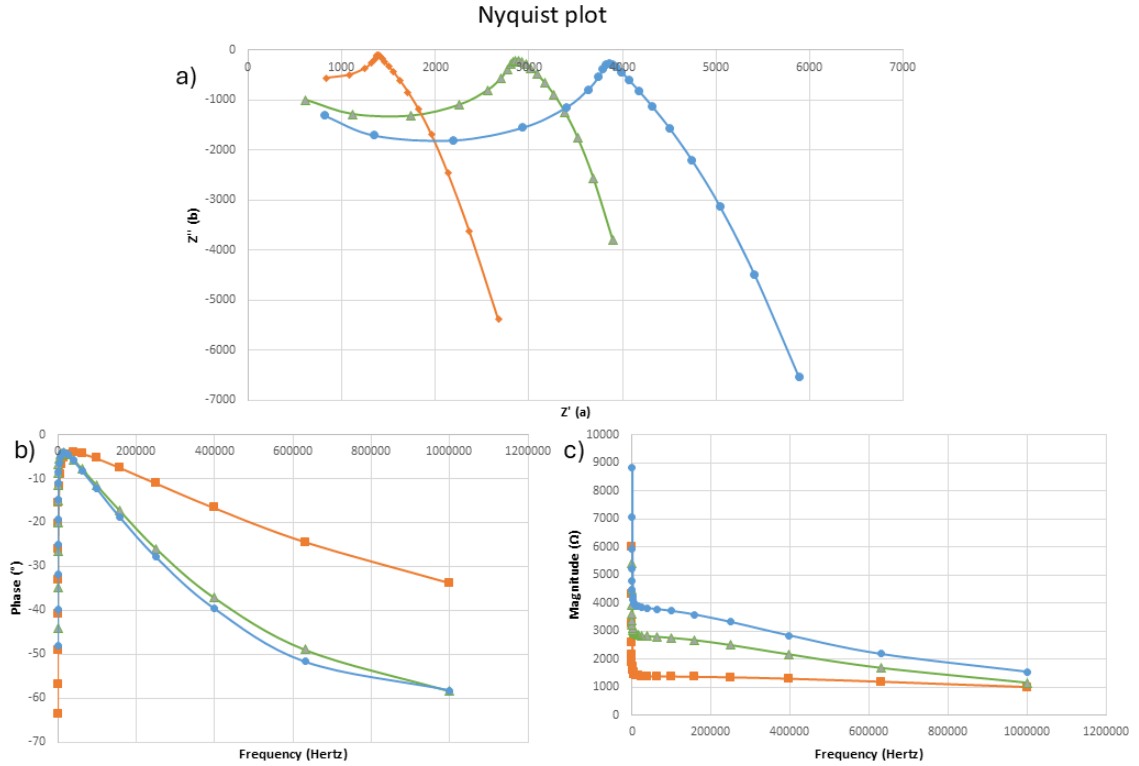 Nyquist plot
a)
0 1000 2000 3000 4000 5000 6000 7000
0
-1000
-2000
-3000
-4000
-5000
-6000
-7000
Z'' (b)
Z' (a)
b)
0 200000 400000 600000 800000 1000000 1200000
0
-10
-20
-30
-40
-50
-60
-70
Phase (°)
Frequency (Hertz)
c)
10000
9000
8000
7000
6000
5000
4000
3000
2000
1000
0
Magnitude (Ω)
0 200000 400000 600000 800000 1000000 1200000
Frequency (Hertz)